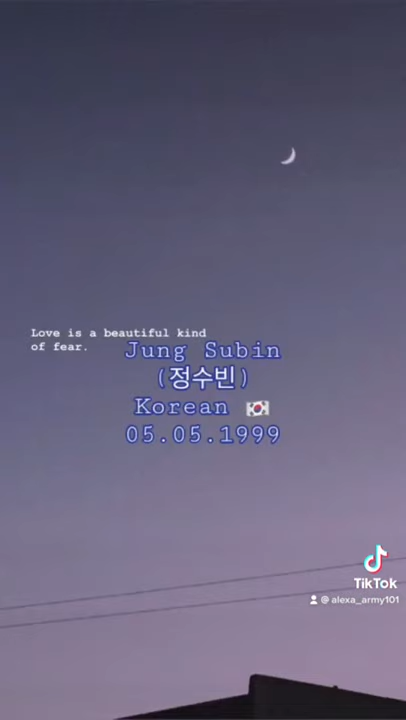 Love is a beautiful kind
of fear.
Jung Subin
(정수빈)
Korean 🇰🇷
05.05.1999
TikTok
@alexa_army101